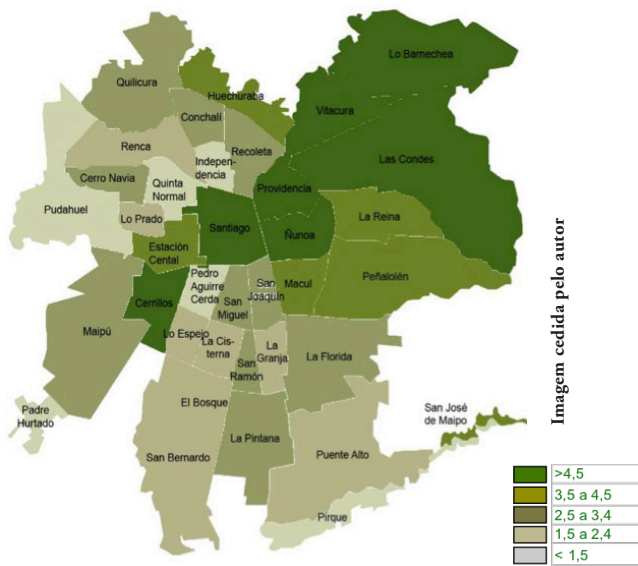 Lo Barnechea
Quilicura
Huechuraba
Vitacura
Conchalí
Renca
Recoleta
Las Condes
Indepen-
dencia
Cerro Navia
Quinta
Normal
Providencia
Pudahuel
Lo Prado
La Reina
Santiago
Ñuñoa
Estación
Cental
Peñalolén
Pedro
Aguirre
Cerda
San
Joaquín
Macul
Cerrillos
San
Miguel
Maipú
Lo Espejo
La Cis-
terna
La
Granja
La Florida
San
Ramón
El Bosque
Padre
Hurtado
San José
de Maipo
La Pintana
San Bernardo
Puente Alto
Pirque
Imagem cedida pelo autor
>4,5
3,5 a 4,5
2,5 a 3,4
1,5 a 2,4
< 1,5